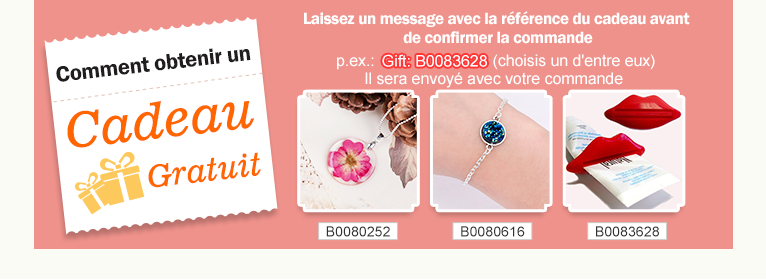 Comment obtenir un
Cadeau
Gratuit
Laissez un message avec la référence du cadeau avant
de confirmer la commande
p.ex.: Gift: B0083628 (choisis un d'entre eux)
Il sera envoyé avec votre commande
B0080252
B0080616
B0083628